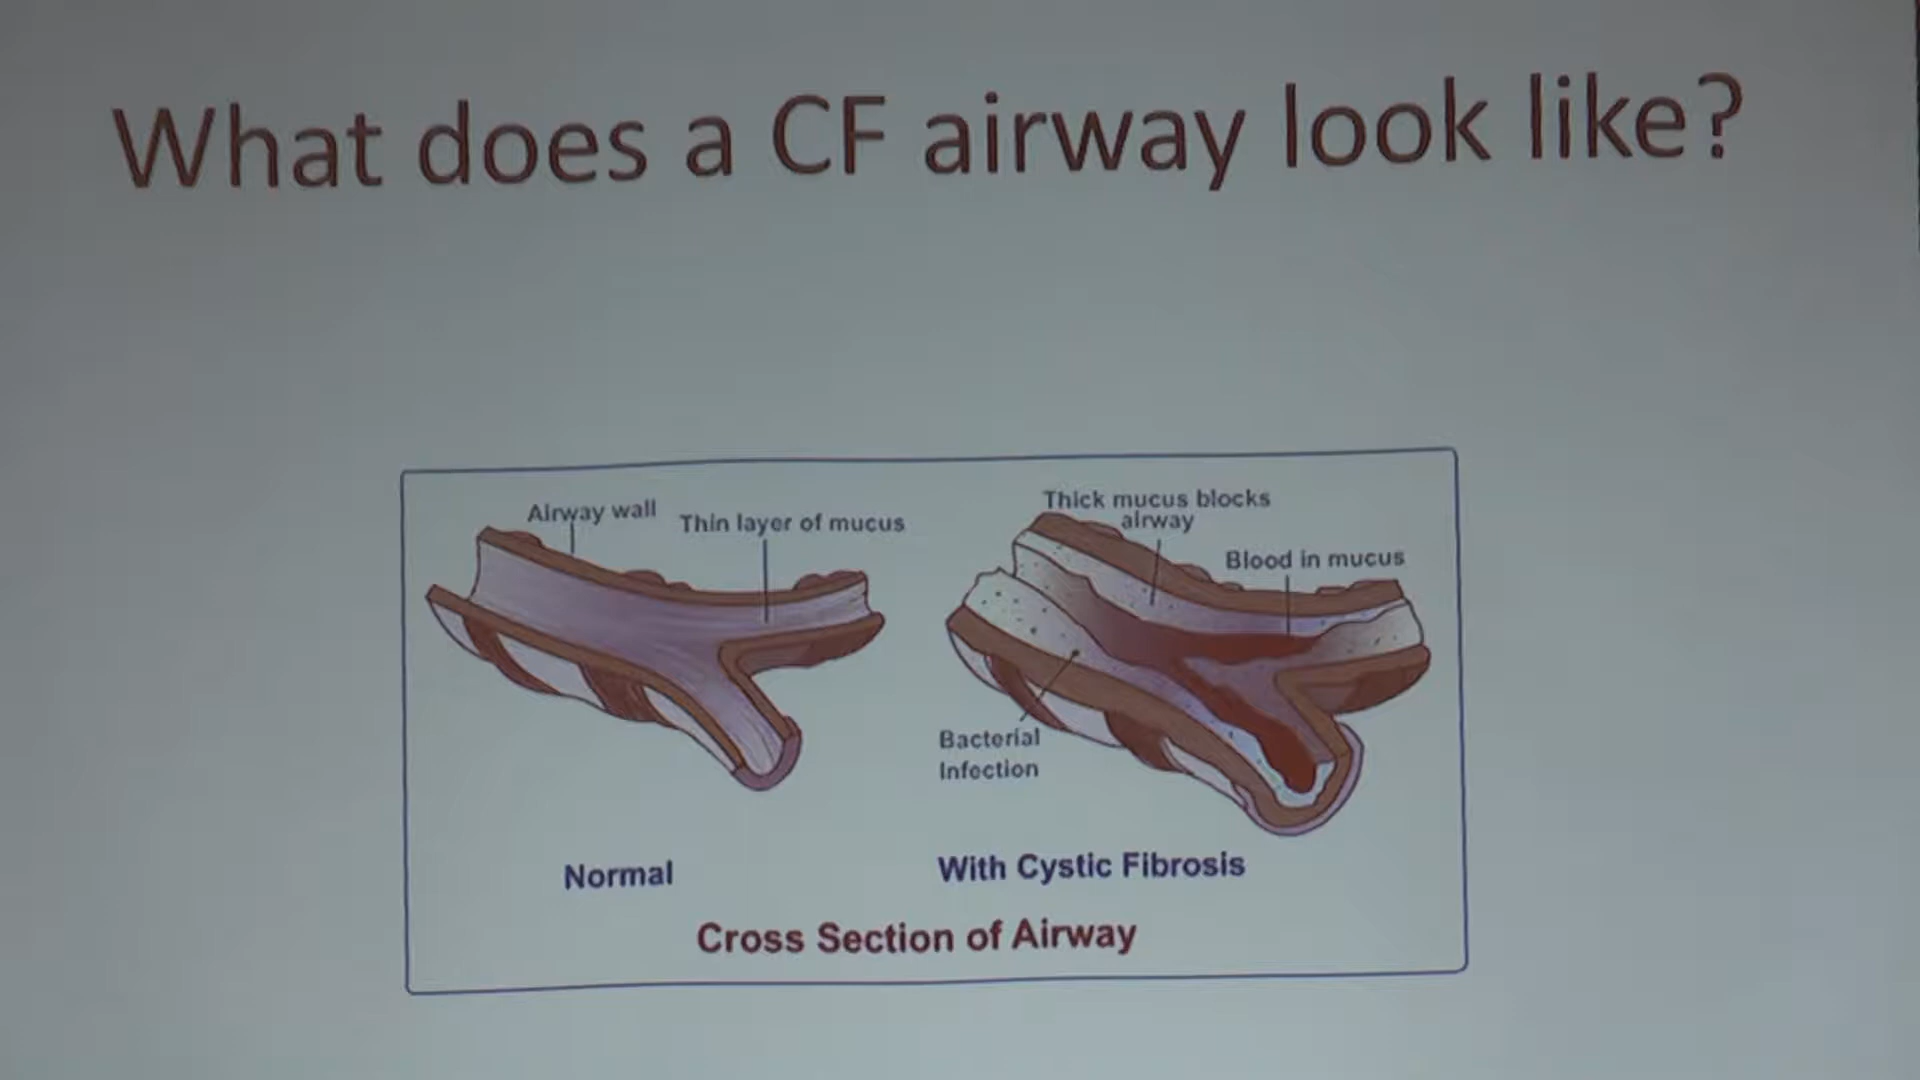 What does a CF airway look like?
Airway wall
Thin layer of mucus
Thick mucus blocks
airway
Blood in mucus
Bacterial
Infection
Normal
With Cystic Fibrosis
Cross Section of Airway